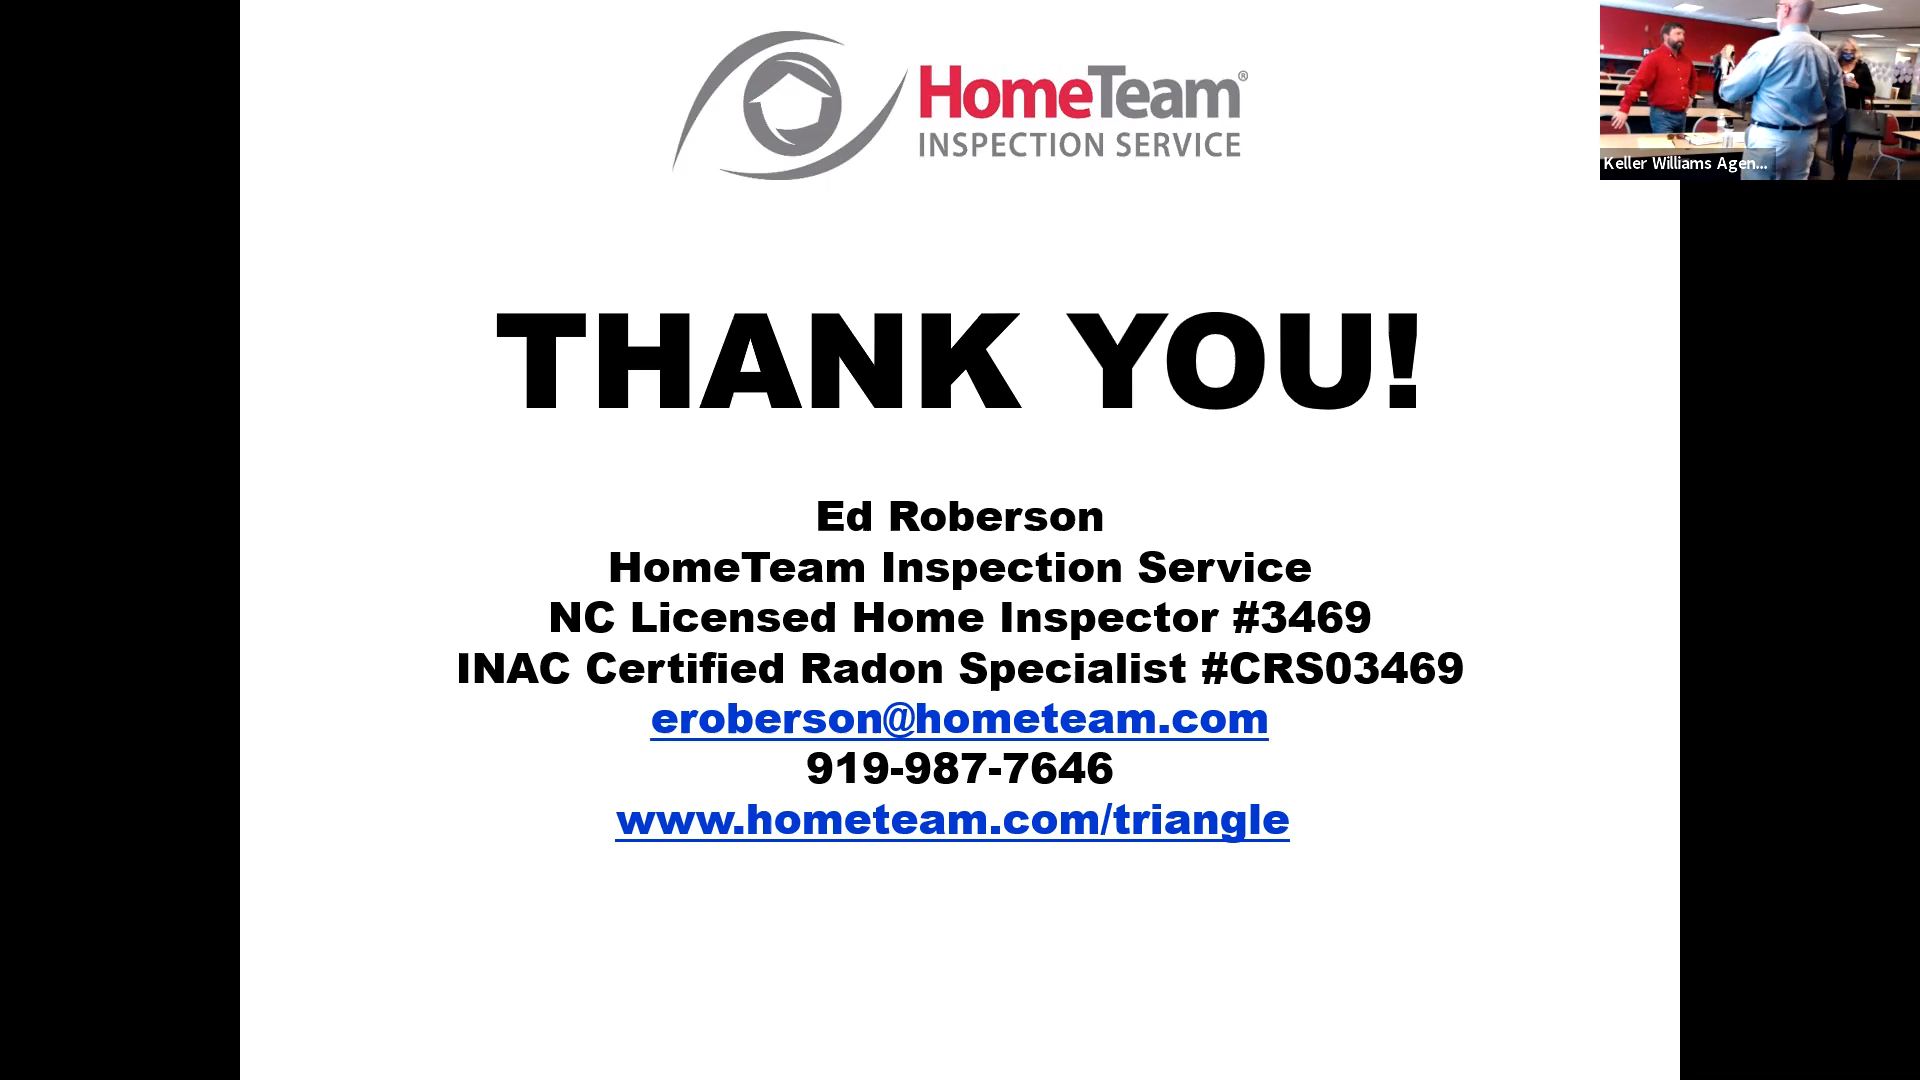 HomeTeam®
INSPECTION SERVICE
Keller Williams Agen...
THANK YOU!
Ed Roberson
HomeTeam Inspection Service
NC Licensed Home Inspector #3469
INAC Certified Radon Specialist #CRS03469
eroberson@hometeam.com
919-987-7646
www.hometeam.com/triangle